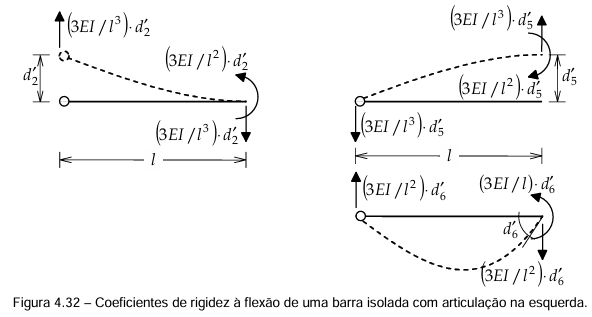 (3EI/l³)·d′₂
(3EI/l²)·d′₂
d′₂
(3EI/l³)·d′₂
l
(3EI/l³)·d′₅
(3EI/l²)·d′₅
d′₅
(3EI/l³)·d′₅
l
(3EI/l²)·d′₆
(3EI/l)·d′₆
d′₆
(3EI/l²)·d′₆
Figura 4.32 – Coeficientes de rigidez à flexão de uma barra isolada com articulação na esquerda.